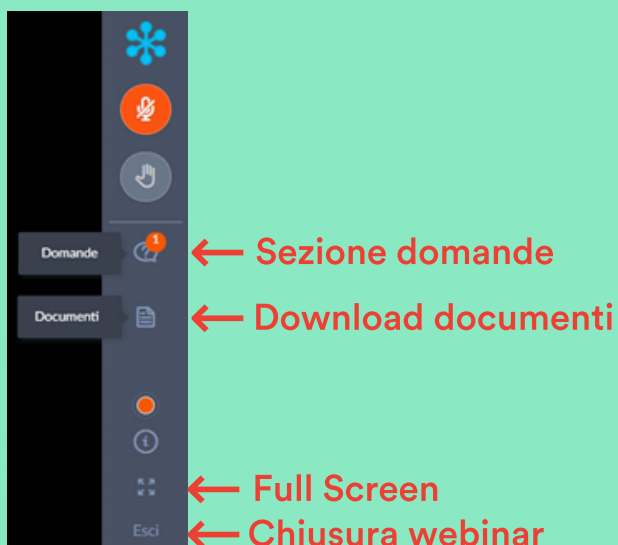 1
Domande
Sezione domande
Documenti
Download documenti
i
Full Screen
Esci
Chiusura webinar